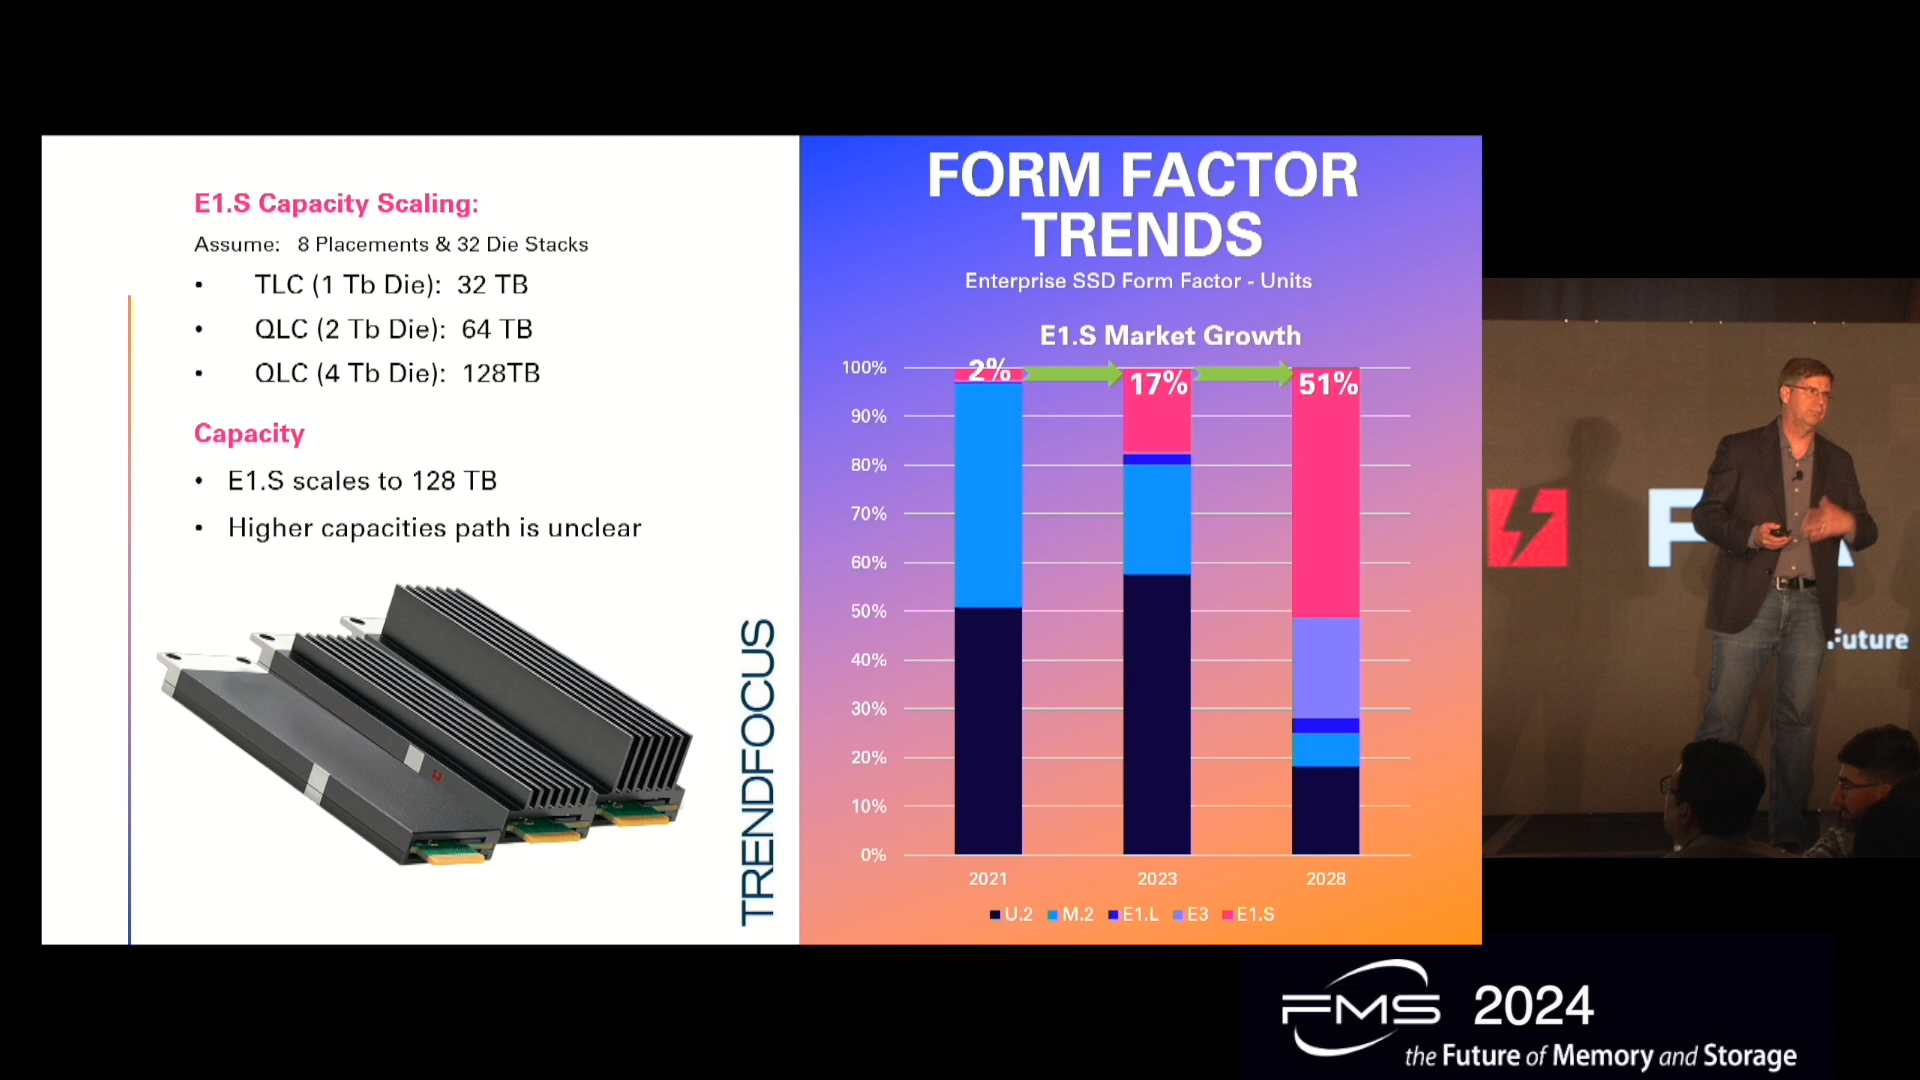 E1.S Capacity Scaling:
Assume: 8 Placements & 32 Die Stacks
• TLC (1 Tb Die): 32 TB
• QLC (2 Tb Die): 64 TB
• QLC (4 Tb Die): 128TB
Capacity
• E1.S scales to 128 TB
• Higher capacities path is unclear
TRENDFOCUS
FORM FACTOR
TRENDS
Enterprise SSD Form Factor - Units
E1.S Market Growth
100%
90%
80%
70%
60%
50%
40%
30%
20%
10%
0%
2%
17%
51%
2021
2023
2028
U.2 M.2 E1.L E3 E1.S
Future
FMS 2024
the Future of Memory and Storage